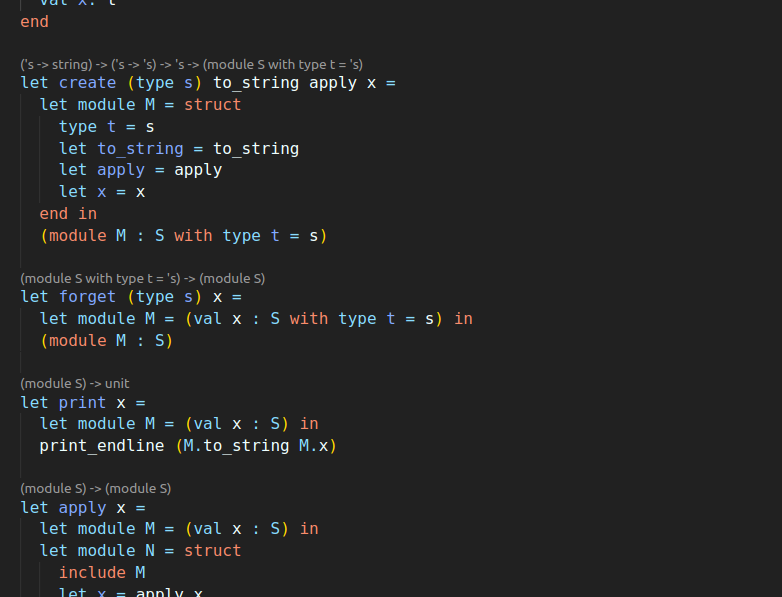 val x: t
end
('s -> string) -> ('s -> 's) -> 's -> (module S with type t = 's)
let create (type s) to_string apply x =
let module M = struct
type t = s
let to_string = to_string
let apply = apply
let x = x
end in
(module M : S with type t = s)
(module S with type t = 's) -> (module S)
let forget (type s) x =
let module M = (val x : S with type t = s) in
(module M : S)
(module S) -> unit
let print x =
let module M = (val x : S) in
print_endline (M.to_string M.x)
(module S) -> (module S)
let apply x =
let module M = (val x : S) in
let module N = struct
include M
let x = apply x